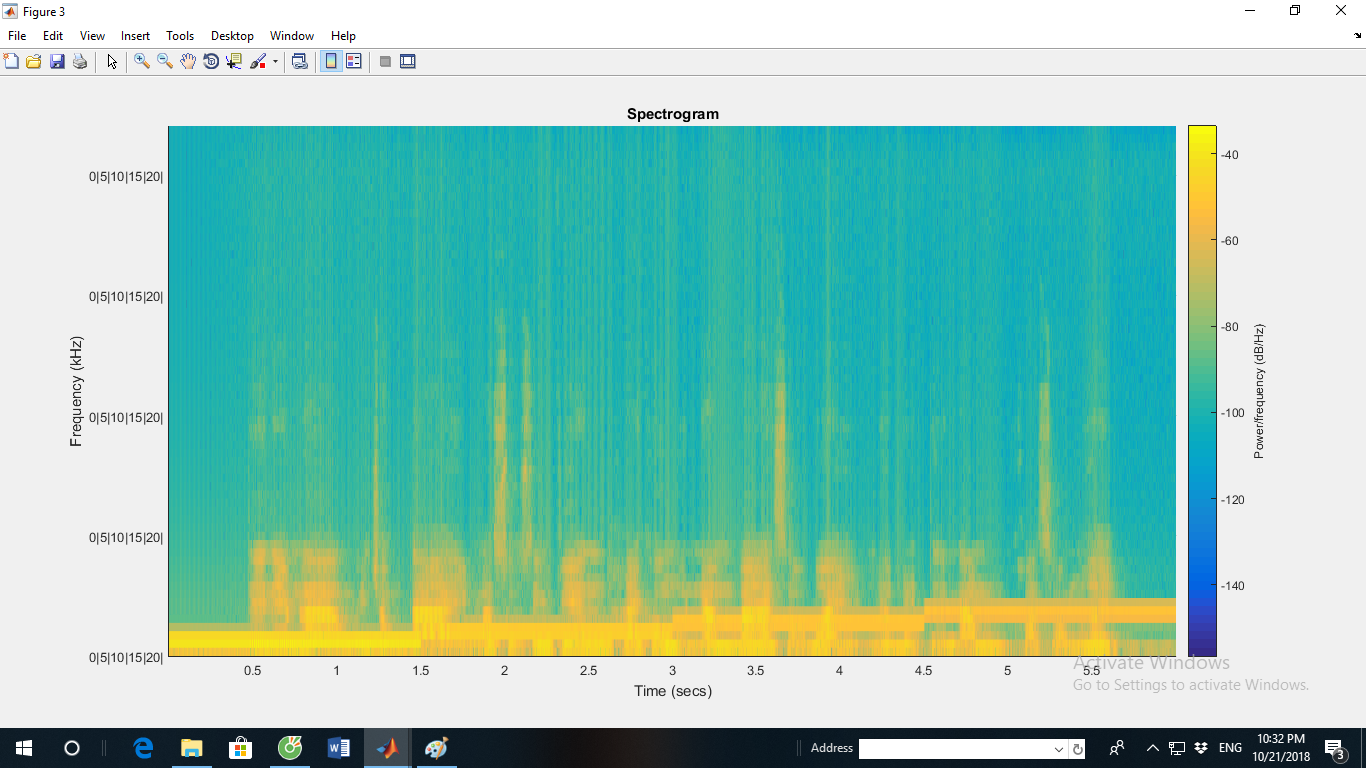 Figure 3
File Edit View Insert Tools Desktop Window Help
Spectrogram
0|5|10|15|20|
0|5|10|15|20|
0|5|10|15|20|
0|5|10|15|20|
0|5|10|15|20|
Frequency (kHz)
0.5 1 1.5 2 2.5 3 3.5 4 4.5 5 5.5
Time (secs)
-40
-60
-80
-100
-120
-140
Power/frequency (dB/Hz)
Activate Windows
Go to Settings to activate Windows.
Address
ENG
10:32 PM
10/21/2018
3